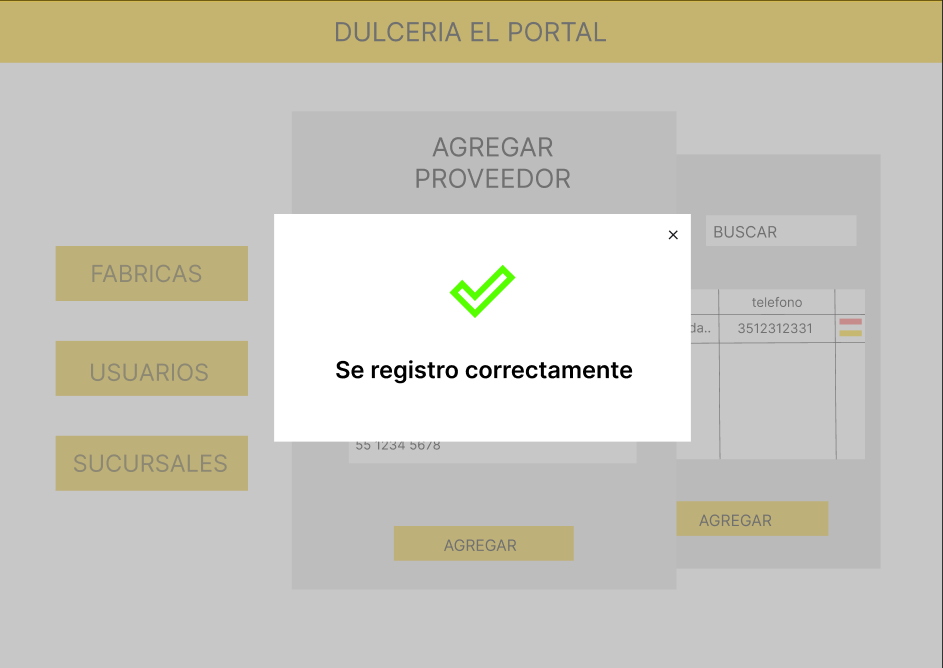 DULCERIA EL PORTAL
AGREGAR
PROVEEDOR
FABRICAS
USUARIOS
SUCURSALES
Se registro correctamente
55 1234 5678
AGREGAR
BUSCAR
telefono
da.. 3512312331
AGREGAR